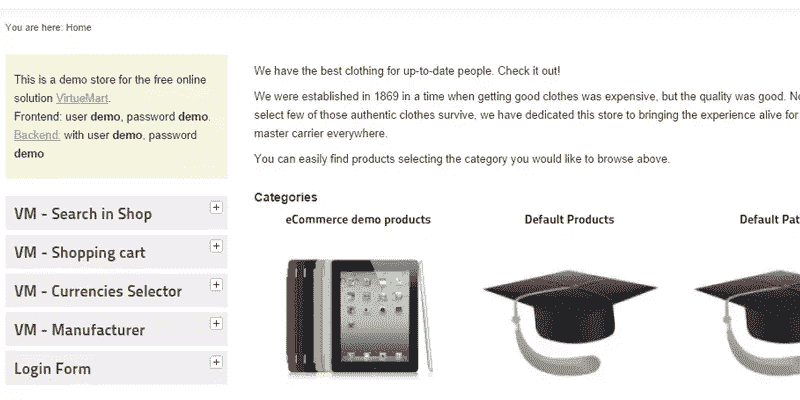 You are here: Home
This is a demo store for the free online
solution VirtueMart.
Frontend: user demo, password demo.
Backend: with user demo, password
demo
VM - Search in Shop
VM - Shopping cart
VM - Currencies Selector
VM - Manufacturer
Login Form
We have the best clothing for up-to-date people. Check it out!
We were established in 1869 in a time when getting good clothes was expensive, but the quality was good.
select few of those authentic clothes survive, we have dedicated this store to bringing the experience alive for
master carrier everywhere.
You can easily find products selecting the category you would like to browse above.
Categories
eCommerce demo products
Default Products
Default